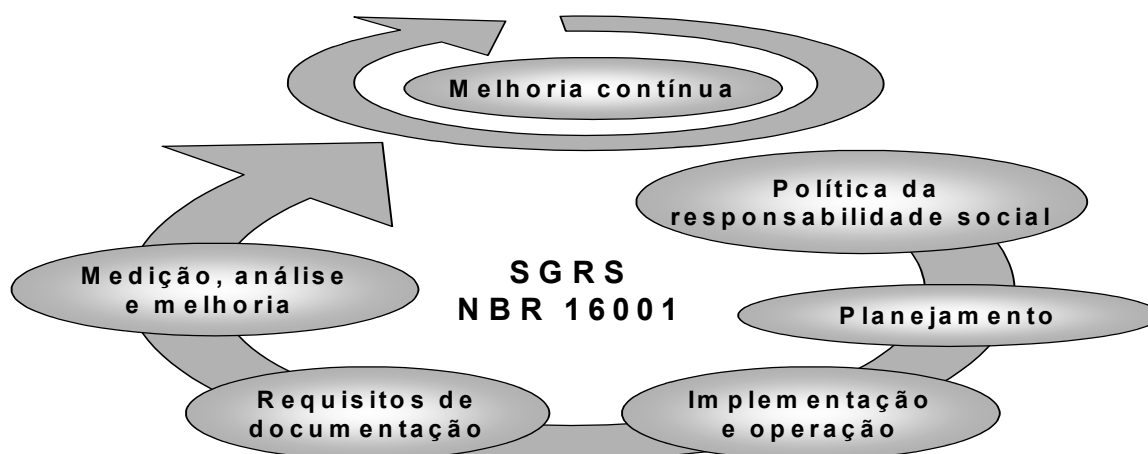 Melhoria contínua
Política da
responsabilidade social
Medição, análise
e melhoria
SGRS
NBR 16001
Planejamento
Requisitos de
documentação
Implementação
e operação